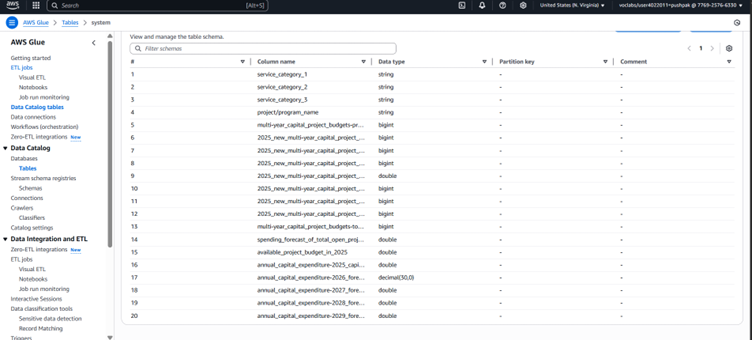 aws
Search
[Alt+S]
United States (N. Virginia)
voclabs/user4022011=pushpak @ 7769-2576-6330
AWS Glue > Tables > system
AWS Glue
Getting started
ETL jobs
Visual ETL
Notebooks
Job run monitoring
Data Catalog tables
Data connections
Workflows (orchestration)
Zero-ETL integrations New
Data Catalog
Databases
Tables
Stream schema registries
Schemas
Connections
Crawlers
Classifiers
Catalog settings
Data Integration and ETL
Zero-ETL integrations New
ETL jobs
Visual ETL
Notebooks
Job run monitoring
Interactive Sessions
Data classification tools
Sensitive data detection
Record Matching
Triggers
View and manage the table schema.
Filter schemas
1
# Column name Data type Partition key Comment
1 service_category_1 string - -
2 service_category_2 string - -
3 service_category_3 string - -
4 project/program_name string - -
5 multi-year_capital_project_budgets-pr... bigint - -
6 2025_new_multi-year_capital_project_... bigint - -
7 2025_new_multi-year_capital_project_... bigint - -
8 2025_new_multi-year_capital_project_... bigint - -
9 2025_new_multi-year_capital_project_... double - -
10 2025_new_multi-year_capital_project_... bigint - -
11 2025_new_multi-year_capital_project_... bigint - -
12 2025_new_multi-year_capital_project_... bigint - -
13 multi-year_capital_project_budgets-to... bigint - -
14 spending_forecast_of_total_open_proj... double - -
15 available_project_budget_in_2025 double - -
16 annual_capital_expenditure-2025_capi... double - -
17 annual_capital_expenditure-2026_fore... decimal(30,0) - -
18 annual_capital_expenditure-2027_fore... double - -
19 annual_capital_expenditure-2028_fore... double - -
20 annual_capital_expenditure-2029_fore... double - -